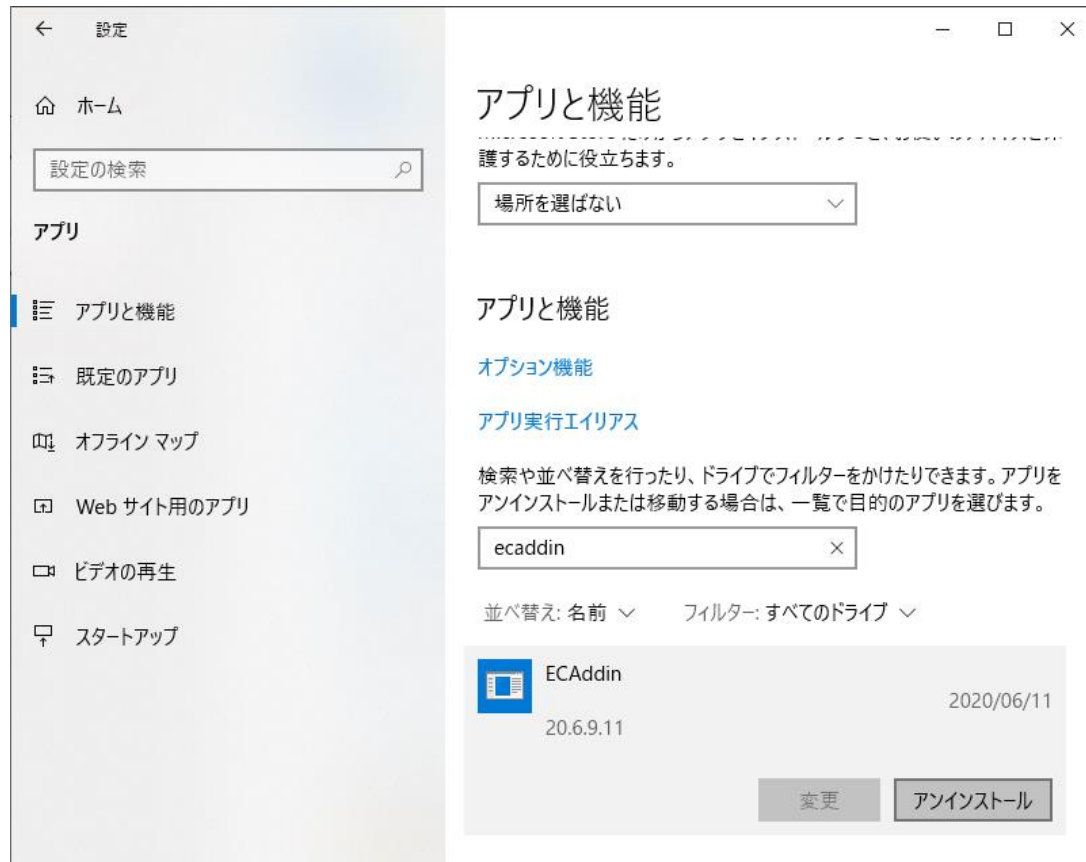 設定
ホーム
設定の検索
アプリ
アプリと機能
既定のアプリ
オフライン マップ
Web サイト用のアプリ
ビデオの再生
スタートアップ
アプリと機能
護するために役立ちます。
場所を選ばない
アプリと機能
オプション機能
アプリ実行エイリアス
検索や並べ替えを行ったり、ドライブでフィルターをかけたりできます。アプリを
アンインストールまたは移動する場合は、一覧で目的のアプリを選びます。
ecaddin
並べ替え: 名前 フィルター: すべてのドライブ
ECAddin
2020/06/11
20.6.9.11
変更 アンインストール